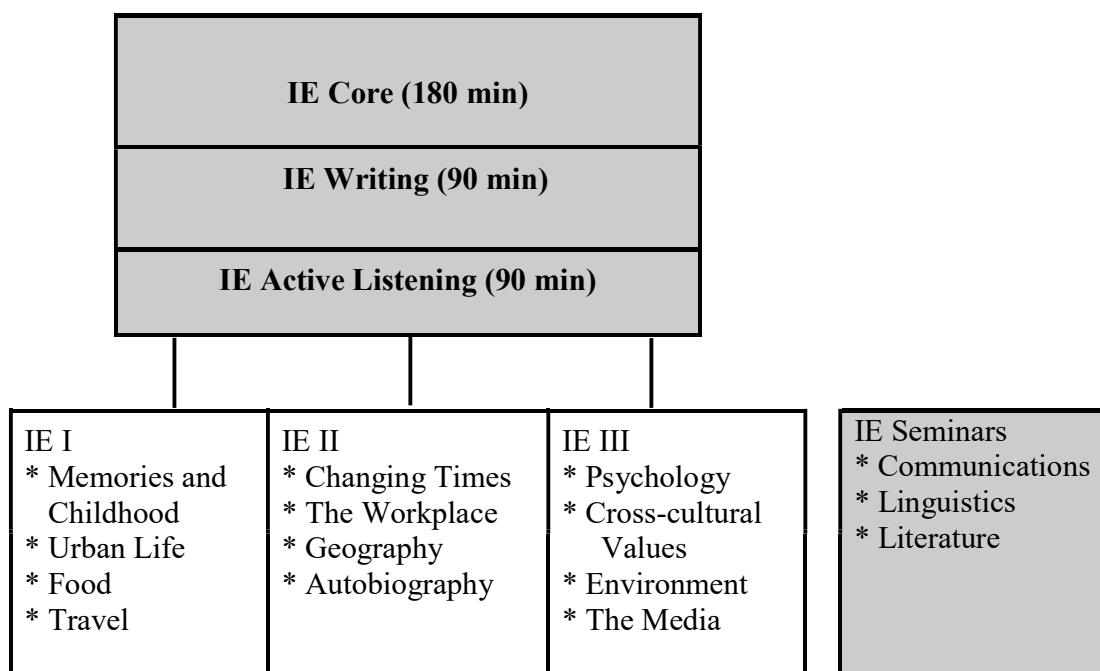 IE Core (180 min)
IE Writing (90 min)
IE Active Listening (90 min)
IE I
* Memories and
Childhood
* Urban Life
* Food
* Travel
IE II
* Changing Times
* The Workplace
* Geography
* Autobiography
IE III
* Psychology
* Cross-cultural
Values
* Environment
* The Media
IE Seminars
* Communications
* Linguistics
* Literature